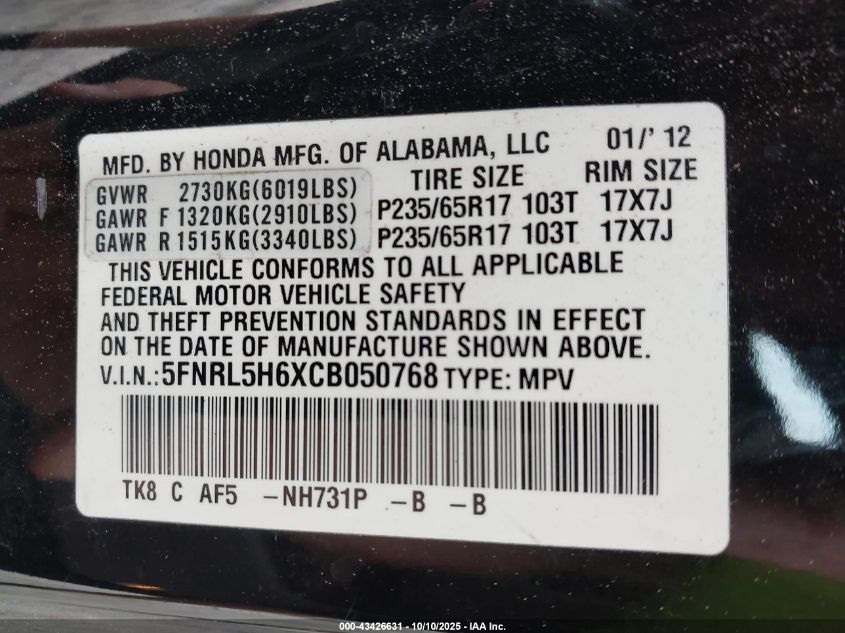 MFD. BY HONDA MFG. OF ALABAMA, LLC 01/' 12
GVWR 2730KG(6019LBS) TIRE SIZE RIM SIZE
GAWR F 1320KG(2910LBS) P235/65R17 103T 17X7J
GAWR R 1515KG(3340LBS) P235/65R17 103T 17X7J
THIS VEHICLE CONFORMS TO ALL APPLICABLE
FEDERAL MOTOR VEHICLE SAFETY
AND THEFT PREVENTION STANDARDS IN EFFECT
ON THE DATE OF MANUFACTURE SHOWN ABOVE.
V.I.N.: 5FNRL5H6XCB050768 TYPE: MPV
TK8 C AF5 -NH731P -B -B
000-43426631 - 10/10/2025 - IAA Inc.